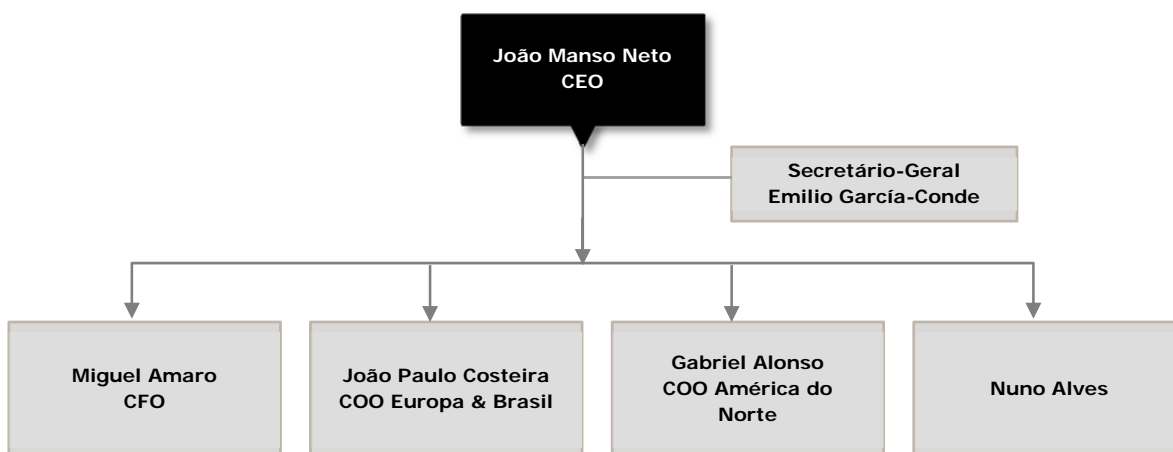 João Manso Neto
CEO
Secretário-Geral
Emilio García-Conde
Miguel Amaro
CFO
João Paulo Costeira
COO Europa & Brasil
Gabriel Alonso
COO América do
Norte
Nuno Alves